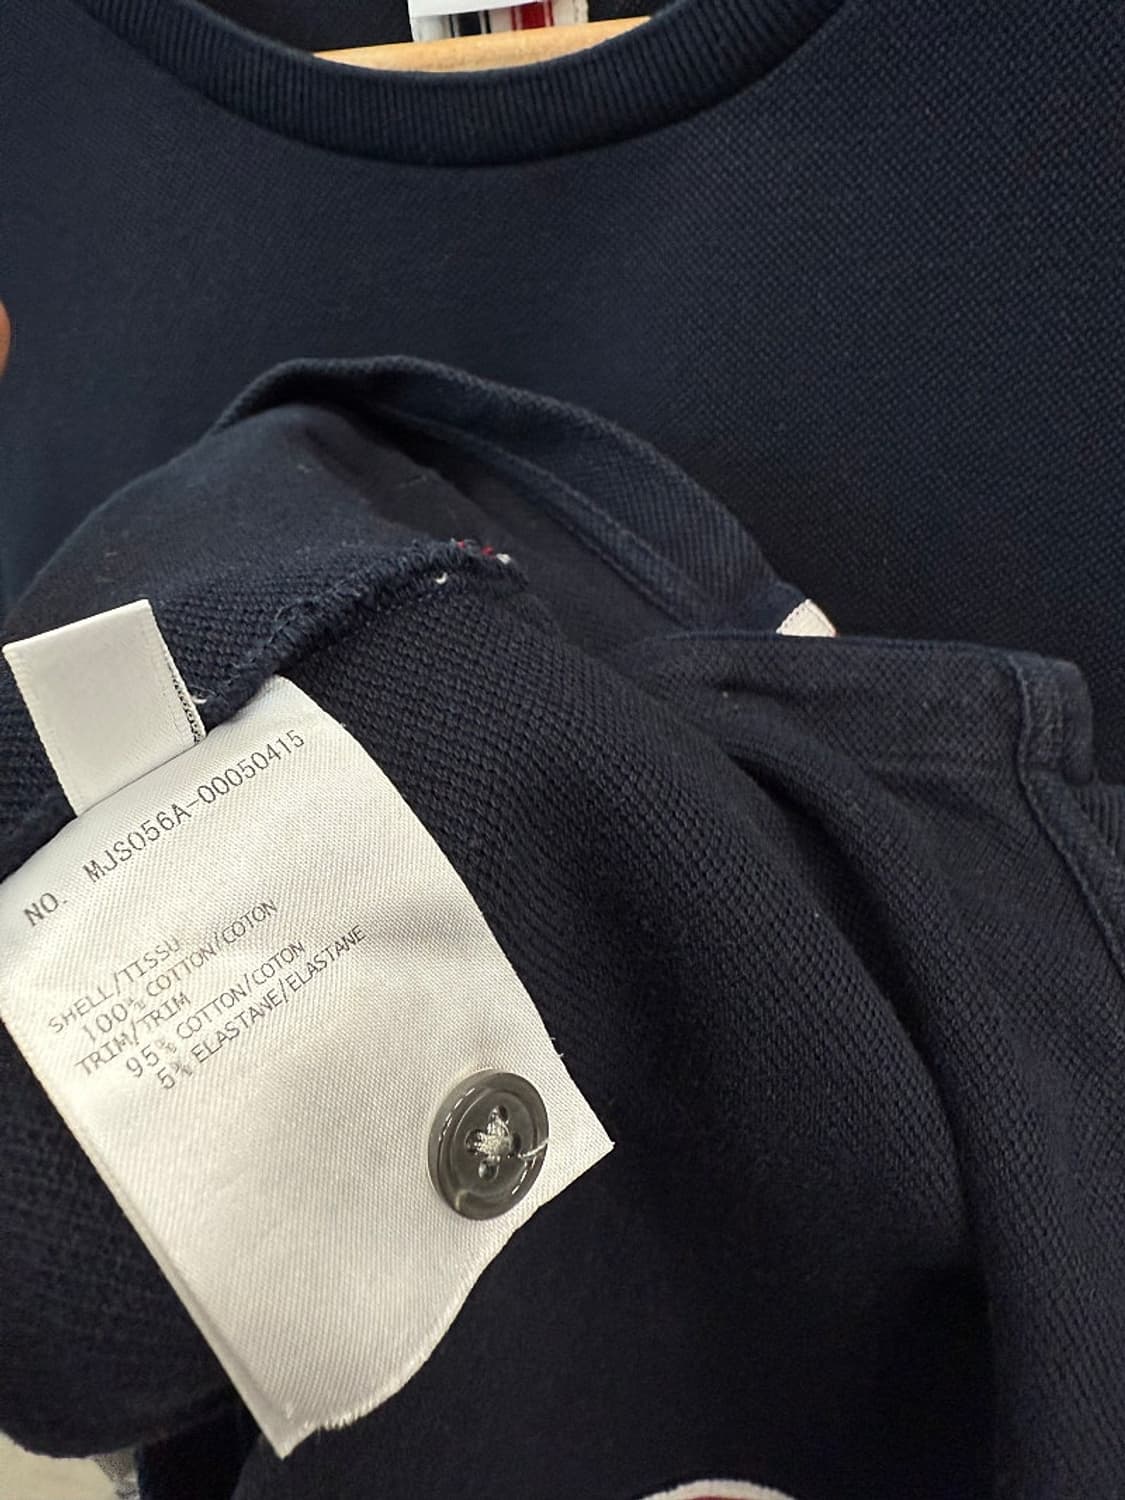 NO. MJS056A-00050415
SHELL/TISSU
100% COTTON/COTON
TRIM/TRIM
95% COTTON/COTON
5% ELASTANE/ELASTANE